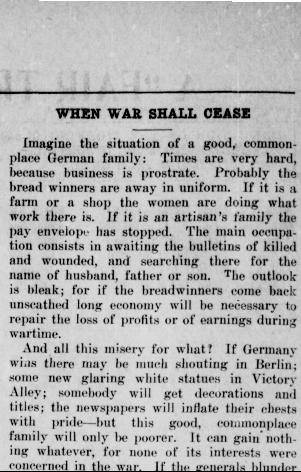 WHEN WAR SHALL CEASE
Imagine the situation of a good, common-
place German family: Times are very hard,
because business is prostrate. Probably the
bread winners are away in uniform. If it is a
farm or a shop the women are doing what
work there is. If it is an artisan's family the
pay envelope has stopped. The main occupa-
tion consists in awaiting the bulletins of killed
and wounded, and searching there for the
name of husband, father or son. The outlook
is bleak; for if the breadwinners come back
unscathed long economy will be necessary to
repair the loss of profits or of earnings during
wartime.
And all this misery for what? If Germany
wins there may be much shouting in Berlin;
some new glaring white statues in Victory
Alley; somebody will get decorations and
titles; the newspapers will inflate their chests
with pride—but this good, commonplace
family will only be poorer. It can gain noth-
ing whatever, for none of its interests were
concerned in the war. If the generals blunder